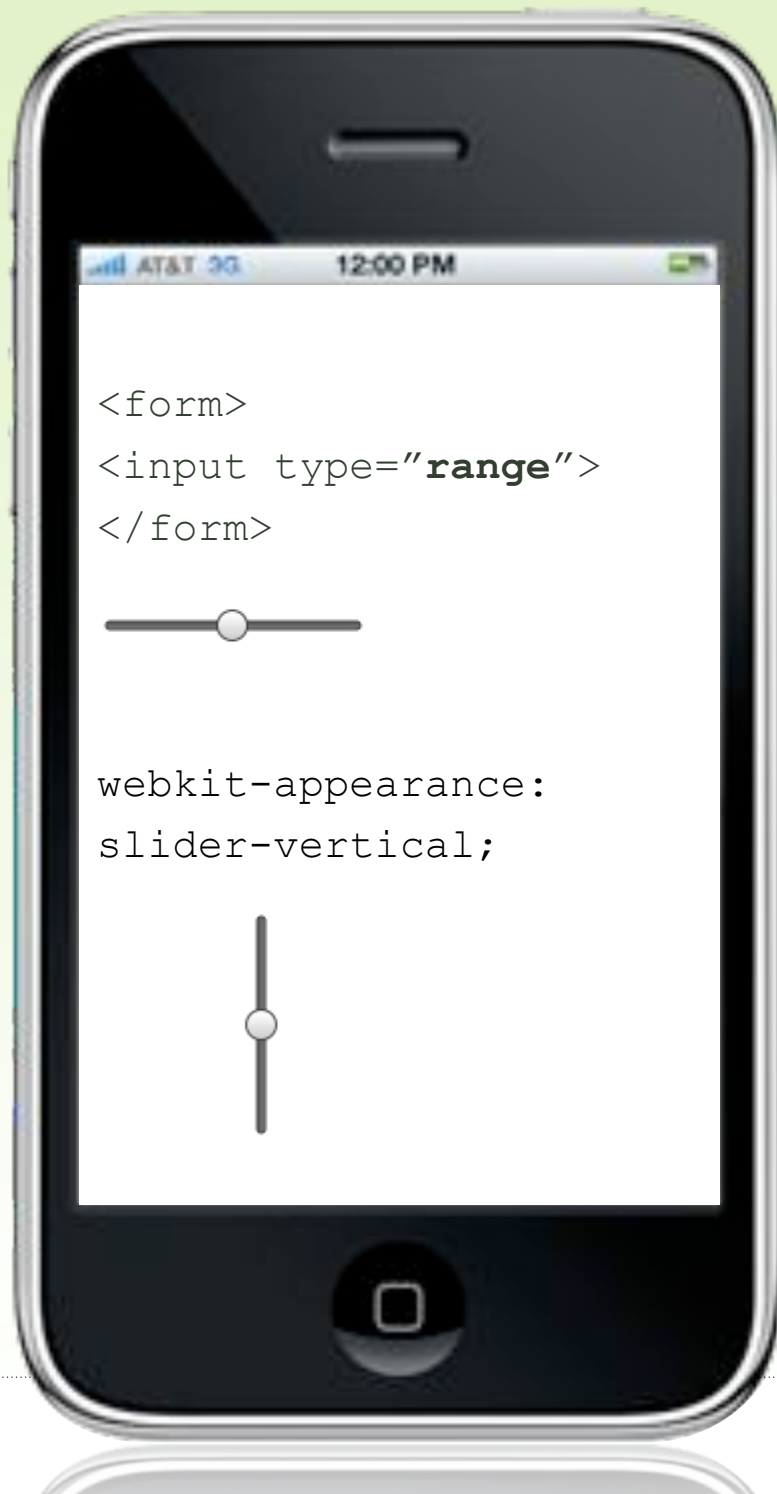 AT&T 3G 12:00 PM
<form>
<input type=”range”>
</form>
webkit-appearance:
slider-vertical;